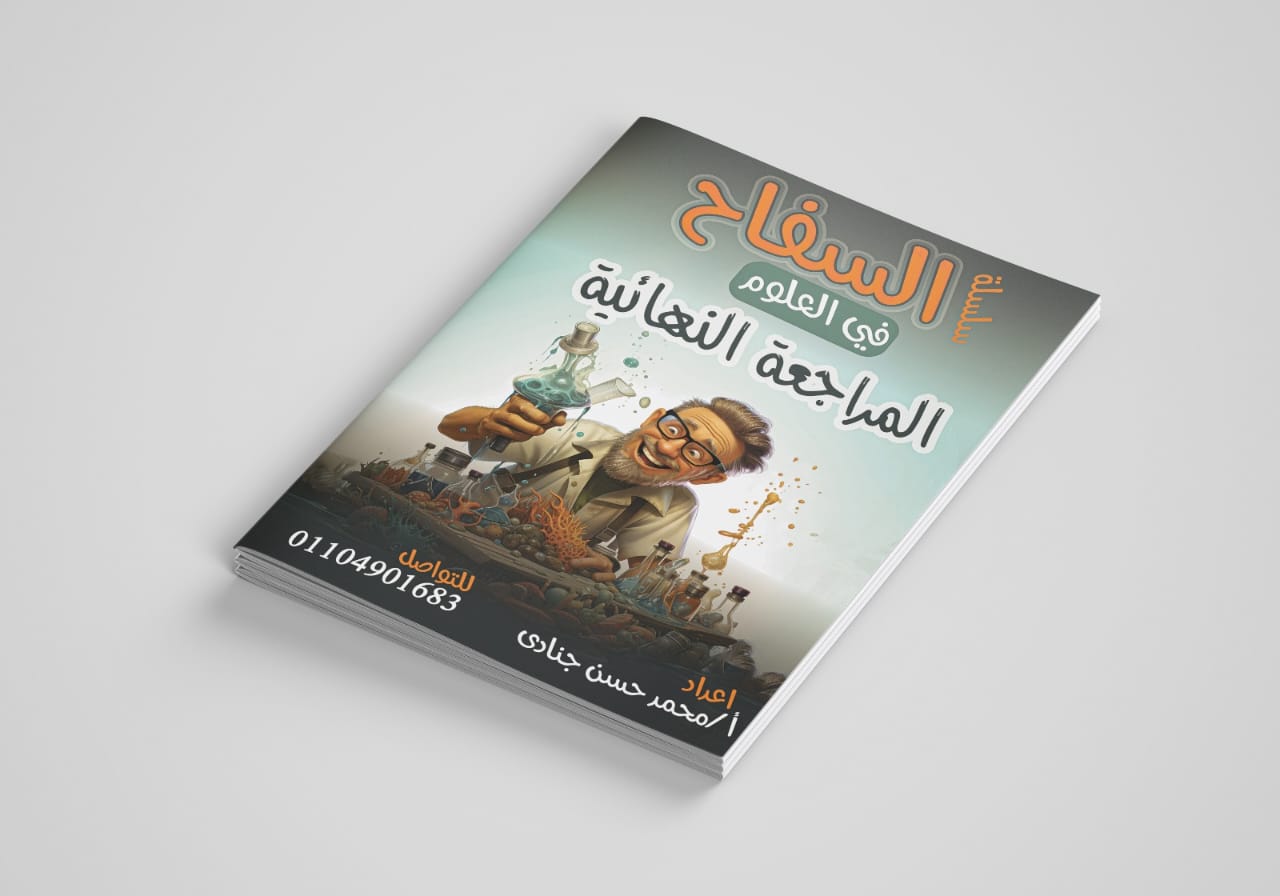 سلسلة
السفاح
في العلوم
المراجعة النهائية
للتواصل
01104901683
اعداد
أ/محمد حسن جنادى